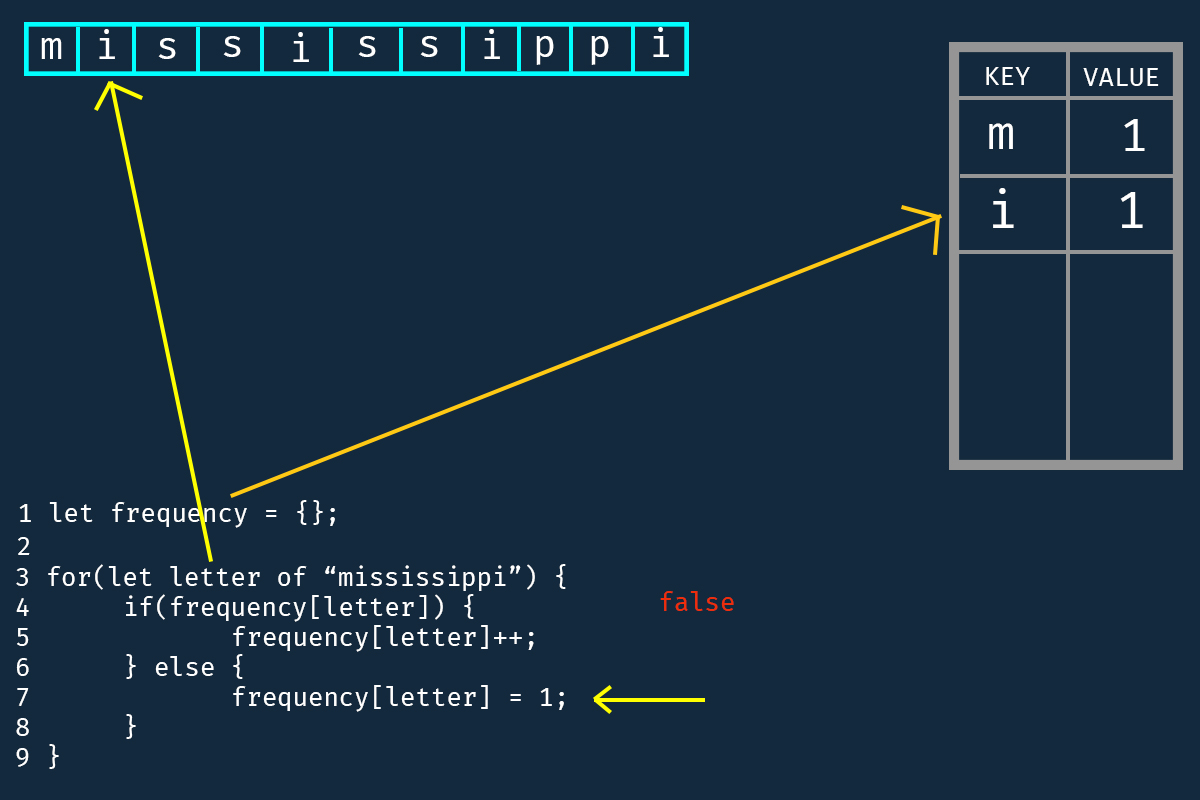 m i s s i s s i p p i
KEY VALUE
m 1
i 1
1 let frequency = {};
2
3 for(let letter of “mississippi”) {
4 if(frequency[letter]) { false
5 frequency[letter]++;
6 } else {
7 frequency[letter] = 1;
8 }
9 }